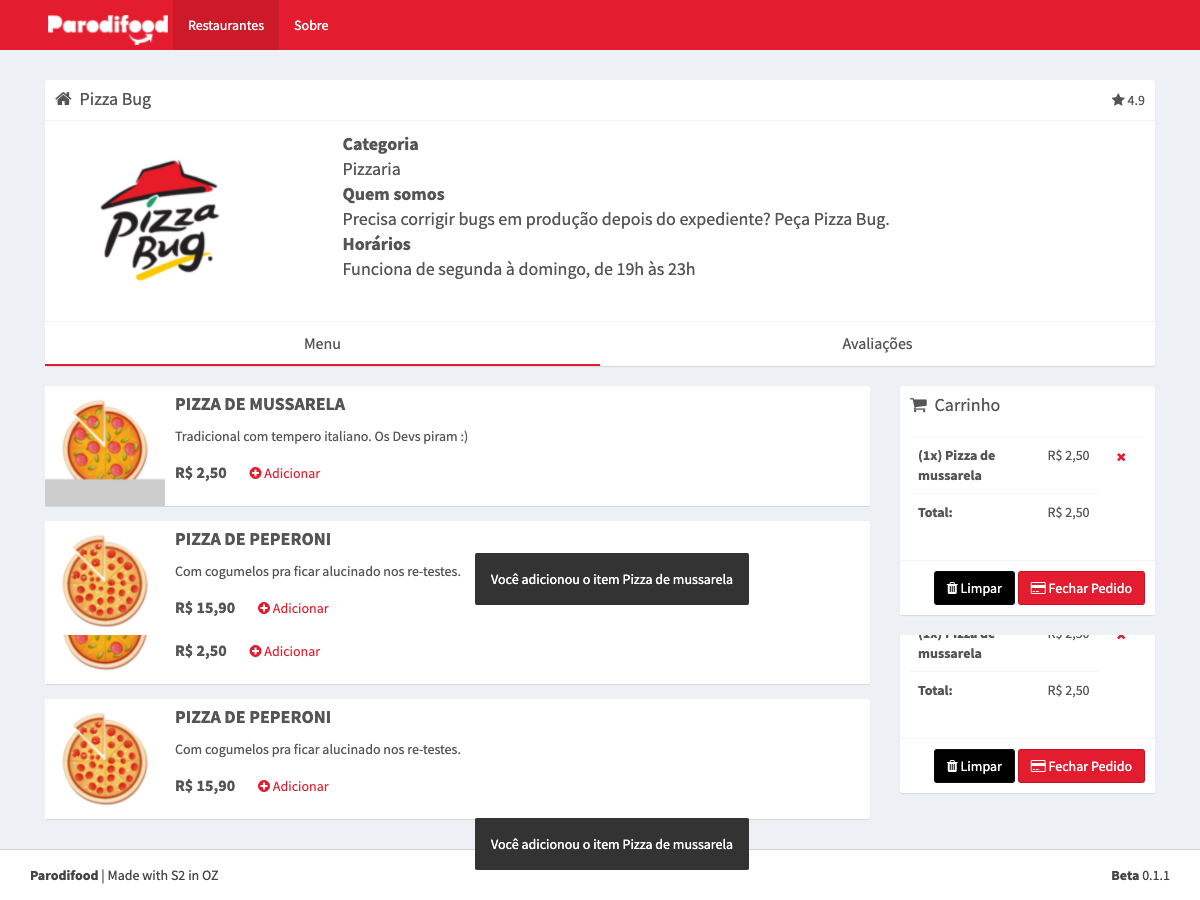 Parodifood
Restaurantes
Sobre
Pizza Bug
4.9
Pizza Bug.
Categoria
Pizzaria
Quem somos
Precisa corrigir bugs em produção depois do expediente? Peça Pizza Bug.
Horários
Funciona de segunda à domingo, de 19h às 23h
Menu
Avaliações
PIZZA DE MUSSARELA
Tradicional com tempero italiano. Os Devs piram :)
R$ 2,50
Adicionar
PIZZA DE PEPERONI
Com cogumelos pra ficar alucinado nos re-testes.
R$ 15,90
Adicionar
Você adicionou o item Pizza de mussarela
R$ 2,50
Adicionar
PIZZA DE PEPERONI
Com cogumelos pra ficar alucinado nos re-testes.
R$ 15,90
Adicionar
Carrinho
(1x) Pizza de R$ 2,50
mussarela
Total: R$ 2,50
Limpar
Fechar Pedido
(1x) Pizza de R$ 2,50
mussarela
Total: R$ 2,50
Limpar
Fechar Pedido
Você adicionou o item Pizza de mussarela
Parodifood | Made with S2 in OZ
Beta 0.1.1